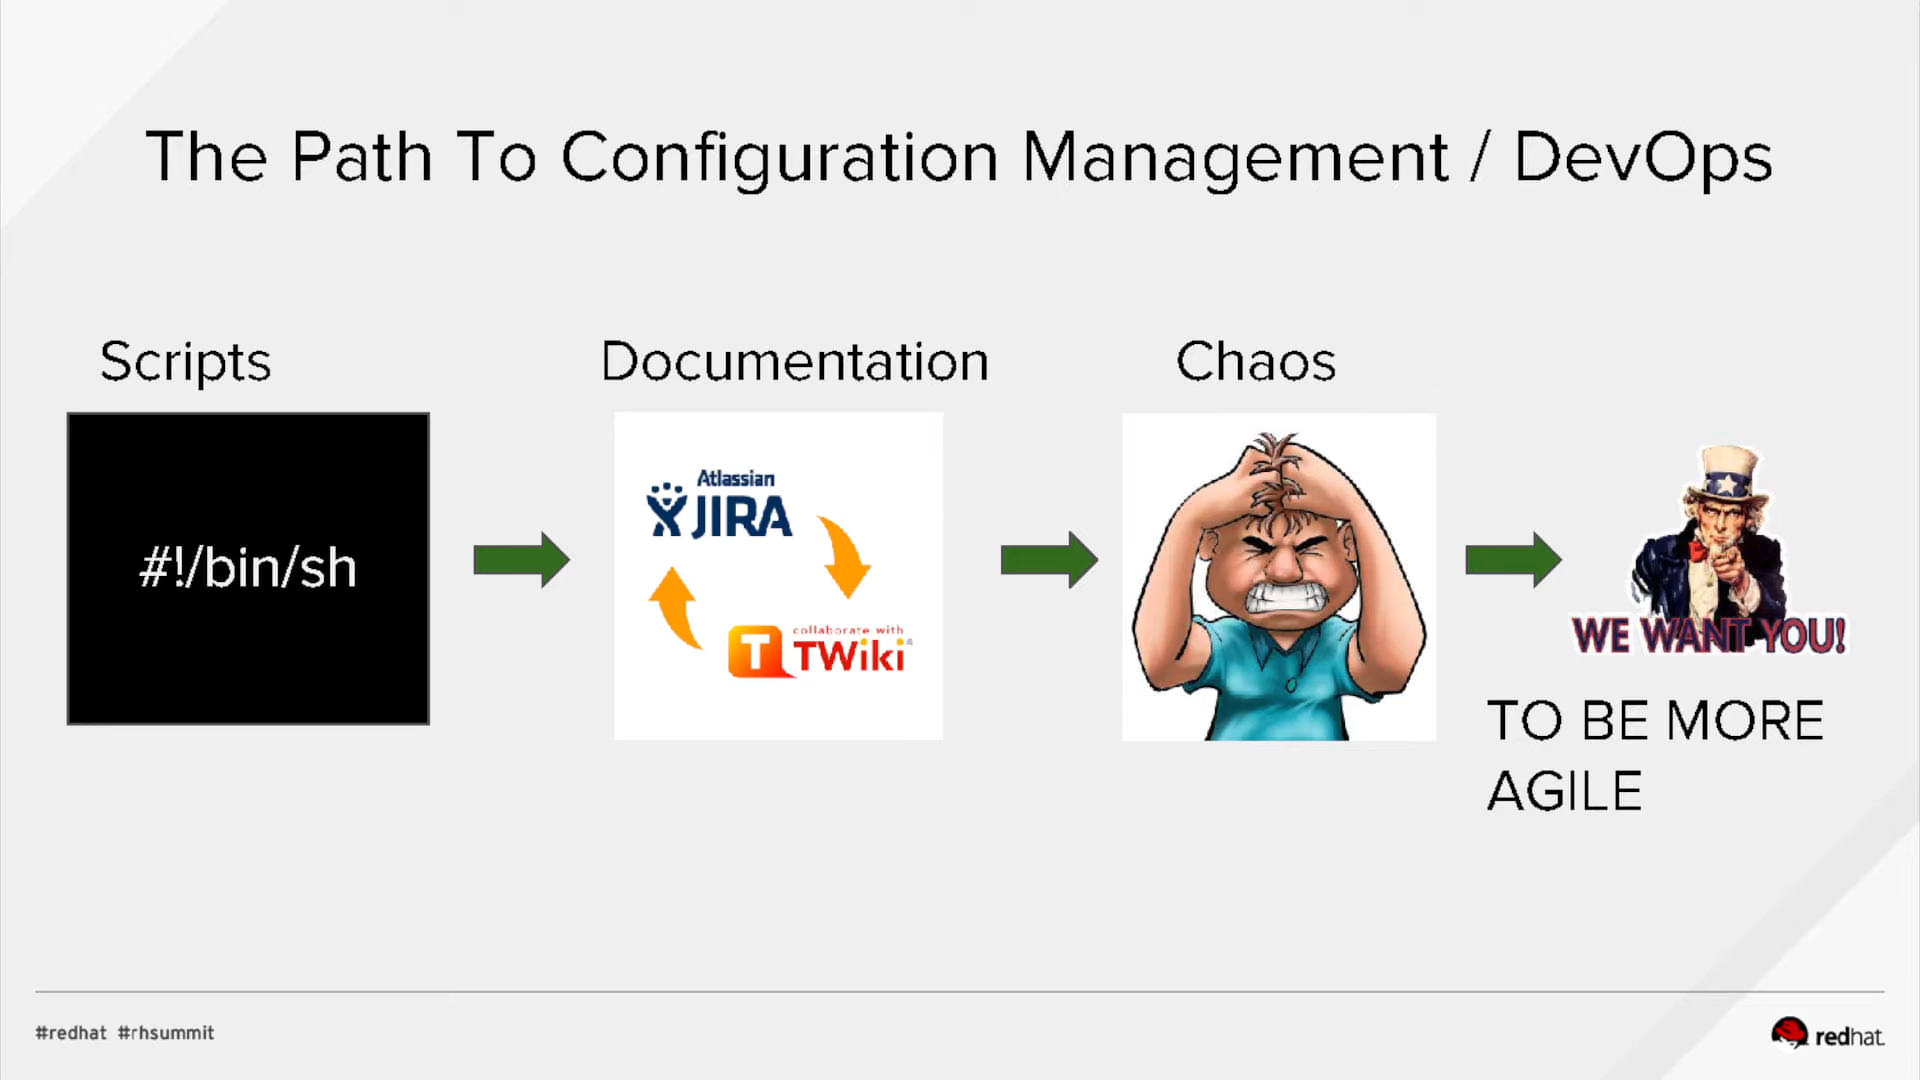 The Path To Configuration Management / DevOps
Scripts
Documentation
Chaos
#!/bin/sh
Atlassian
JIRA
collaborate with
T TWiki
WE WANT YOU!
TO BE MORE
AGILE
#redhat #rhsummit
redhat